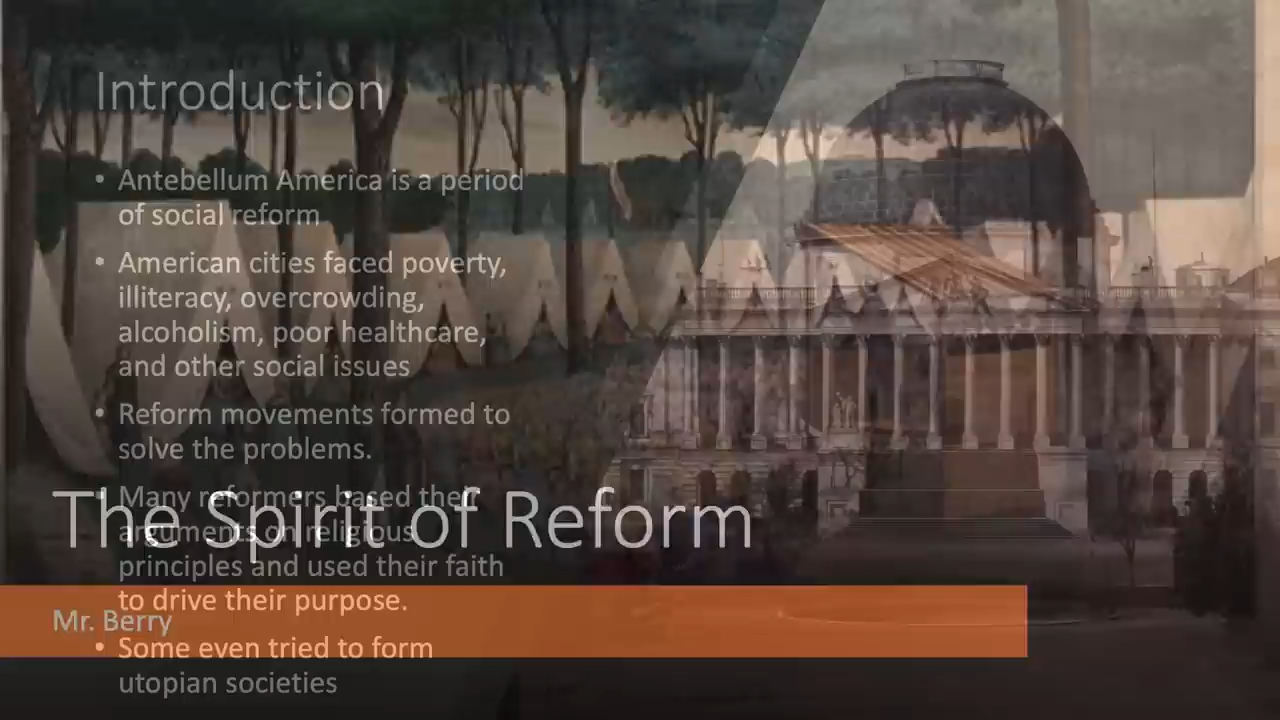 Introduction
• Antebellum America is a period
of social reform
• American cities faced poverty,
illiteracy, overcrowding,
alcoholism, poor healthcare,
and other social issues
• Reform movements formed to
solve the problems.
• Many reformers based their
arguments on religious
principles and used their faith
to drive their purpose.
• Some even tried to form
utopian societies
The Spirit of Reform
Mr. Berry